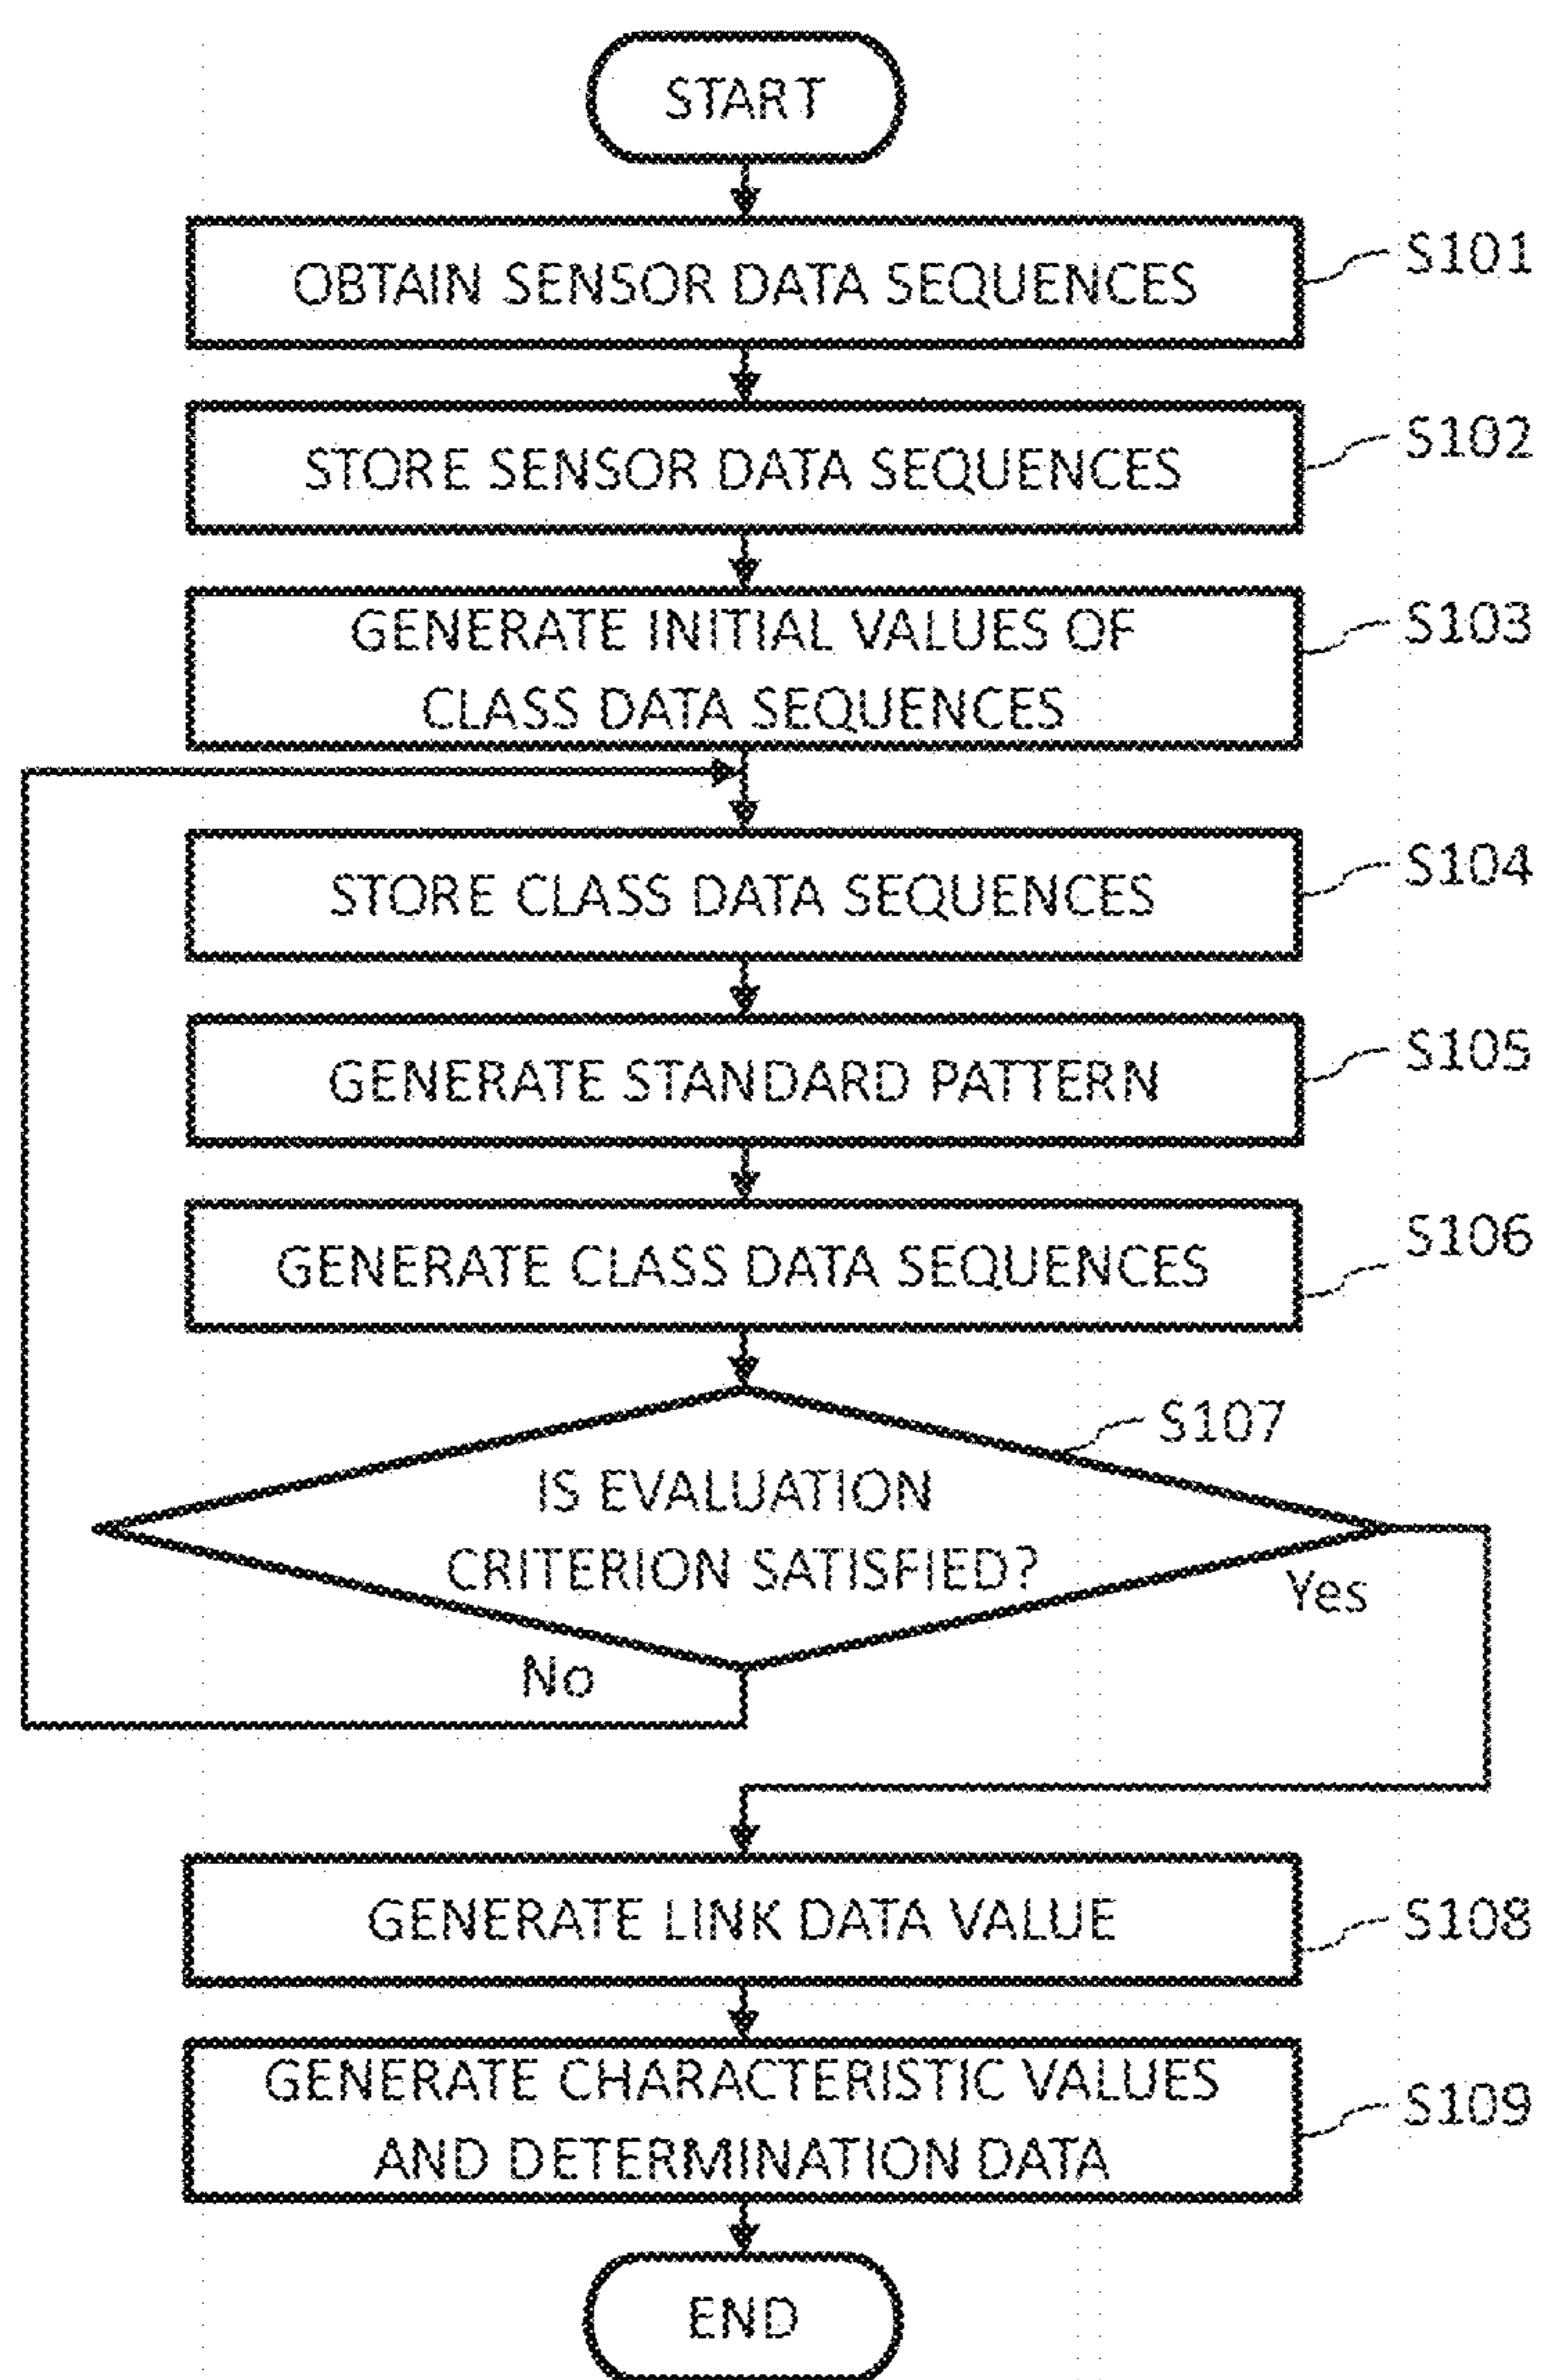 START
OBTAIN SENSOR DATA SEQUENCES
S101
STORE SENSOR DATA SEQUENCES
S102
GENERATE INITIAL VALUES OF
CLASS DATA SEQUENCES
S103
STORE CLASS DATA SEQUENCES
S104
GENERATE STANDARD PATTERN
S105
GENERATE CLASS DATA SEQUENCES
S106
S107
IS EVALUATION
CRITERION SATISFIED?
Yes
No
GENERATE LINK DATA VALUE
S108
GENERATE CHARACTERISTIC VALUES
AND DETERMINATION DATA
S109
END